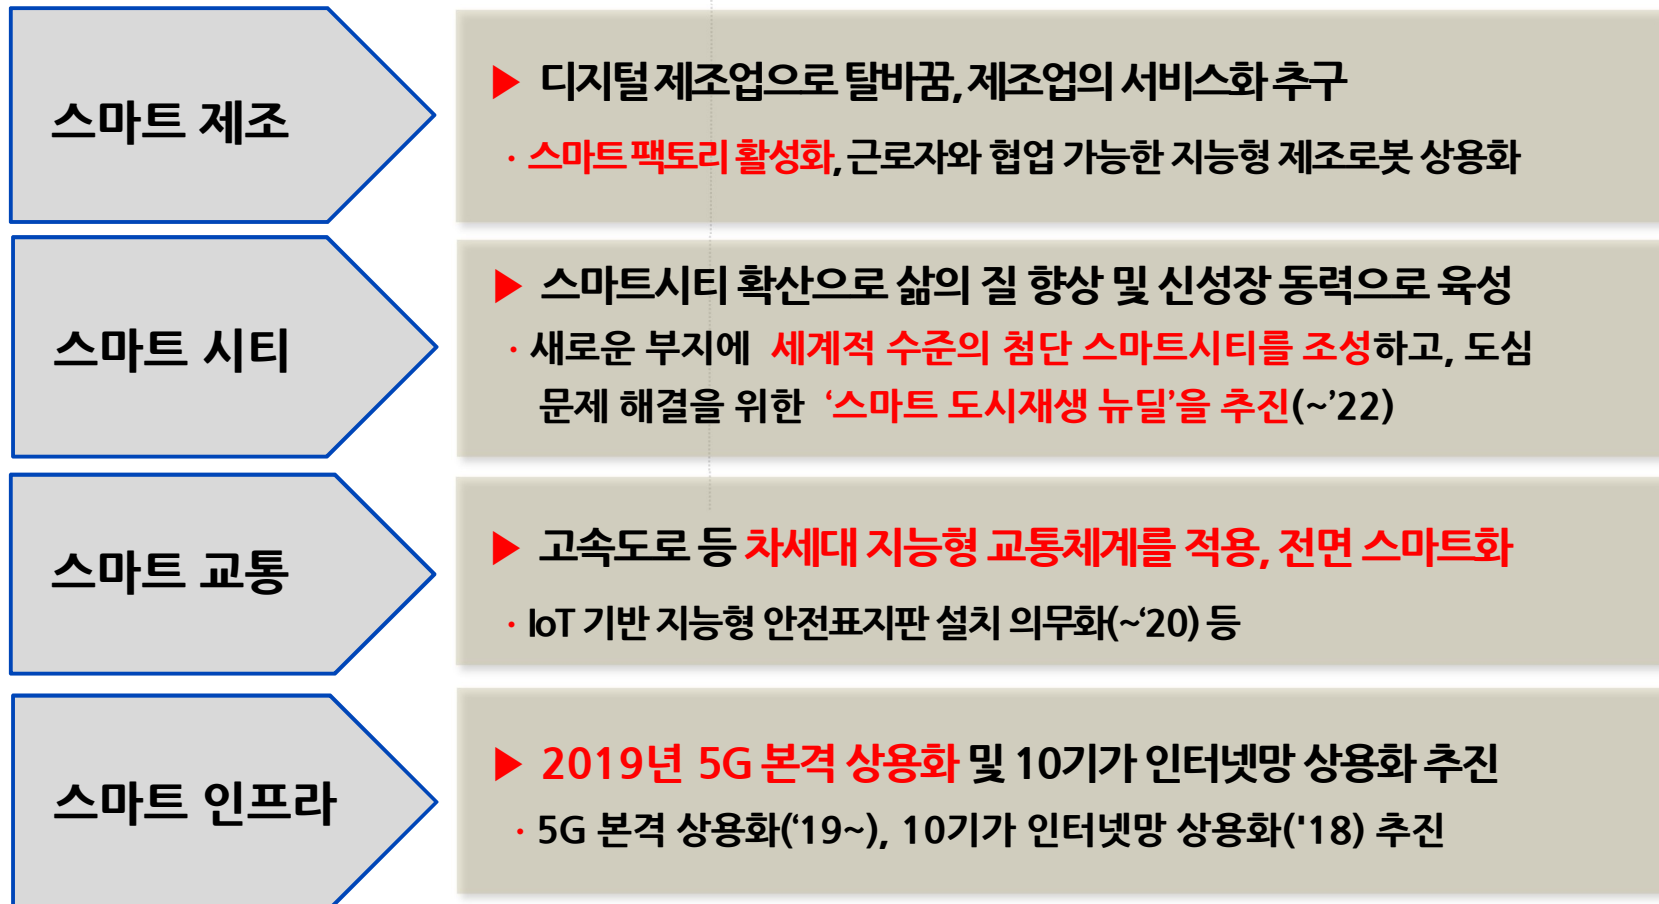 스마트 제조
▶ 디지털 제조업으로 탈바꿈, 제조업의 서비스화 추구
· 스마트 팩토리 활성화, 근로자와 협업 가능한 지능형 제조로봇 상용화
스마트 시티
▶ 스마트시티 확산으로 삶의 질 향상 및 신성장 동력으로 육성
· 새로운 부지에 세계적 수준의 첨단 스마트시티를 조성하고, 도심
문제 해결을 위한 ‘스마트 도시재생 뉴딜’을 추진(~’22)
스마트 교통
▶ 고속도로 등 차세대 지능형 교통체계를 적용, 전면 스마트화
· IoT 기반 지능형 안전표지판 설치 의무화(~‘20) 등
스마트 인프라
▶ 2019년 5G 본격 상용화 및 10기가 인터넷망 상용화 추진
· 5G 본격 상용화(‘19~), 10기가 인터넷망 상용화('18) 추진